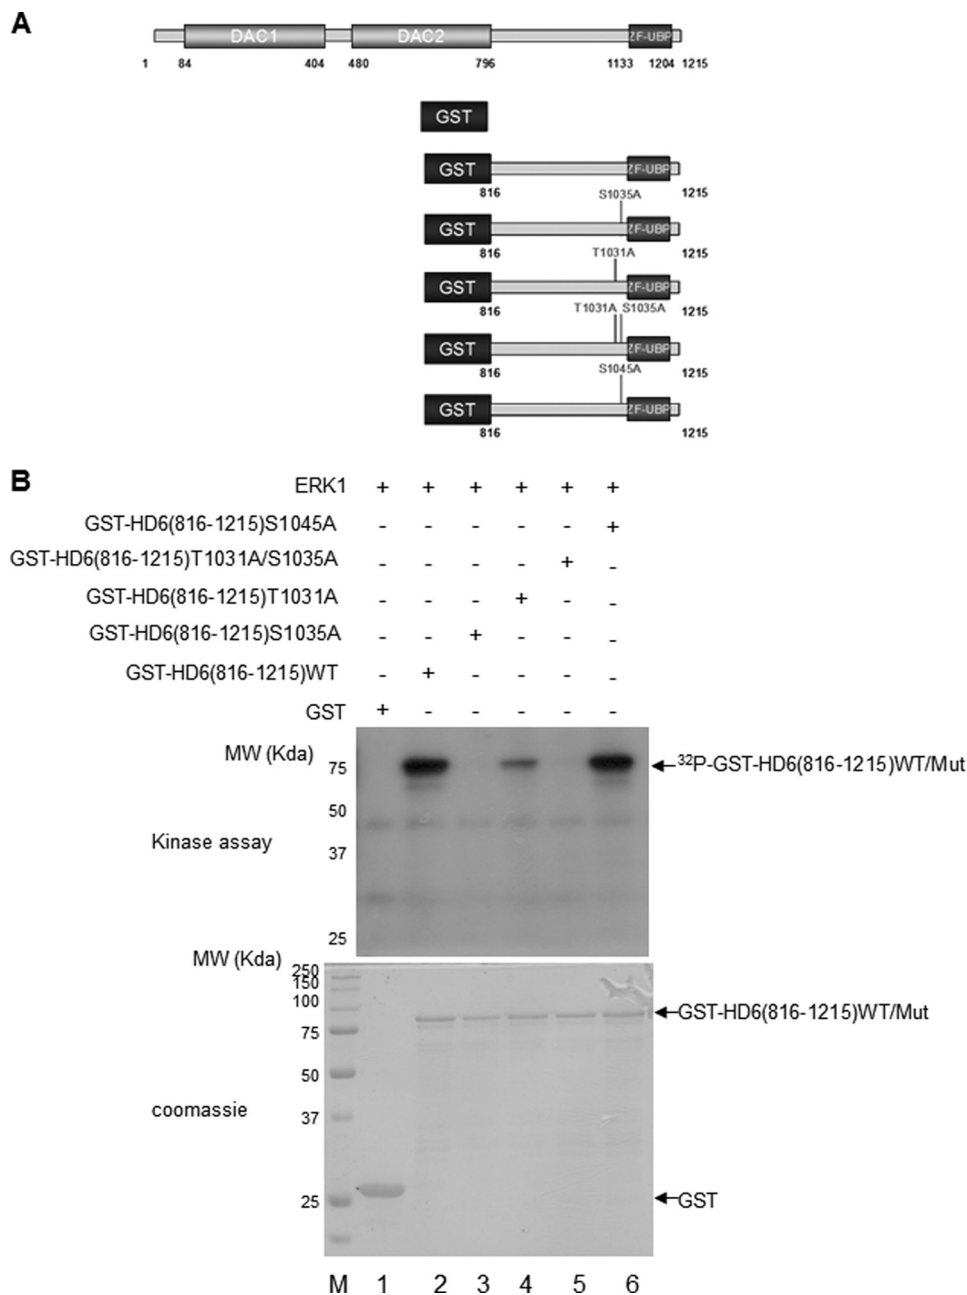 A
DAC1 DAC2 ZF-UBP
1 84 404 480 796 1133 1204 1215
GST
GST ZF-UBP
816 1215
S1035A
GST ZF-UBP
816 1215
T1031A
GST ZF-UBP
816 1215
T1031A S1035A
GST ZF-UBP
816 1215
S1045A
GST ZF-UBP
816 1215
B
ERK1 + + + + + +
GST-HD6(816-1215)S1045A - - - - - +
GST-HD6(816-1215)T1031A/S1035A - - - - + -
GST-HD6(816-1215)T1031A - - - + - -
GST-HD6(816-1215)S1035A - - + - - -
GST-HD6(816-1215)WT - + - - - -
GST + - - - - -
MW (Kda)
75 32P-GST-HD6(816-1215)WT/Mut
50
Kinase assay
37
25
MW (Kda)
250
150
100
GST-HD6(816-1215)WT/Mut
75
50
37
coomassie
25 GST
M 1 2 3 4 5 6